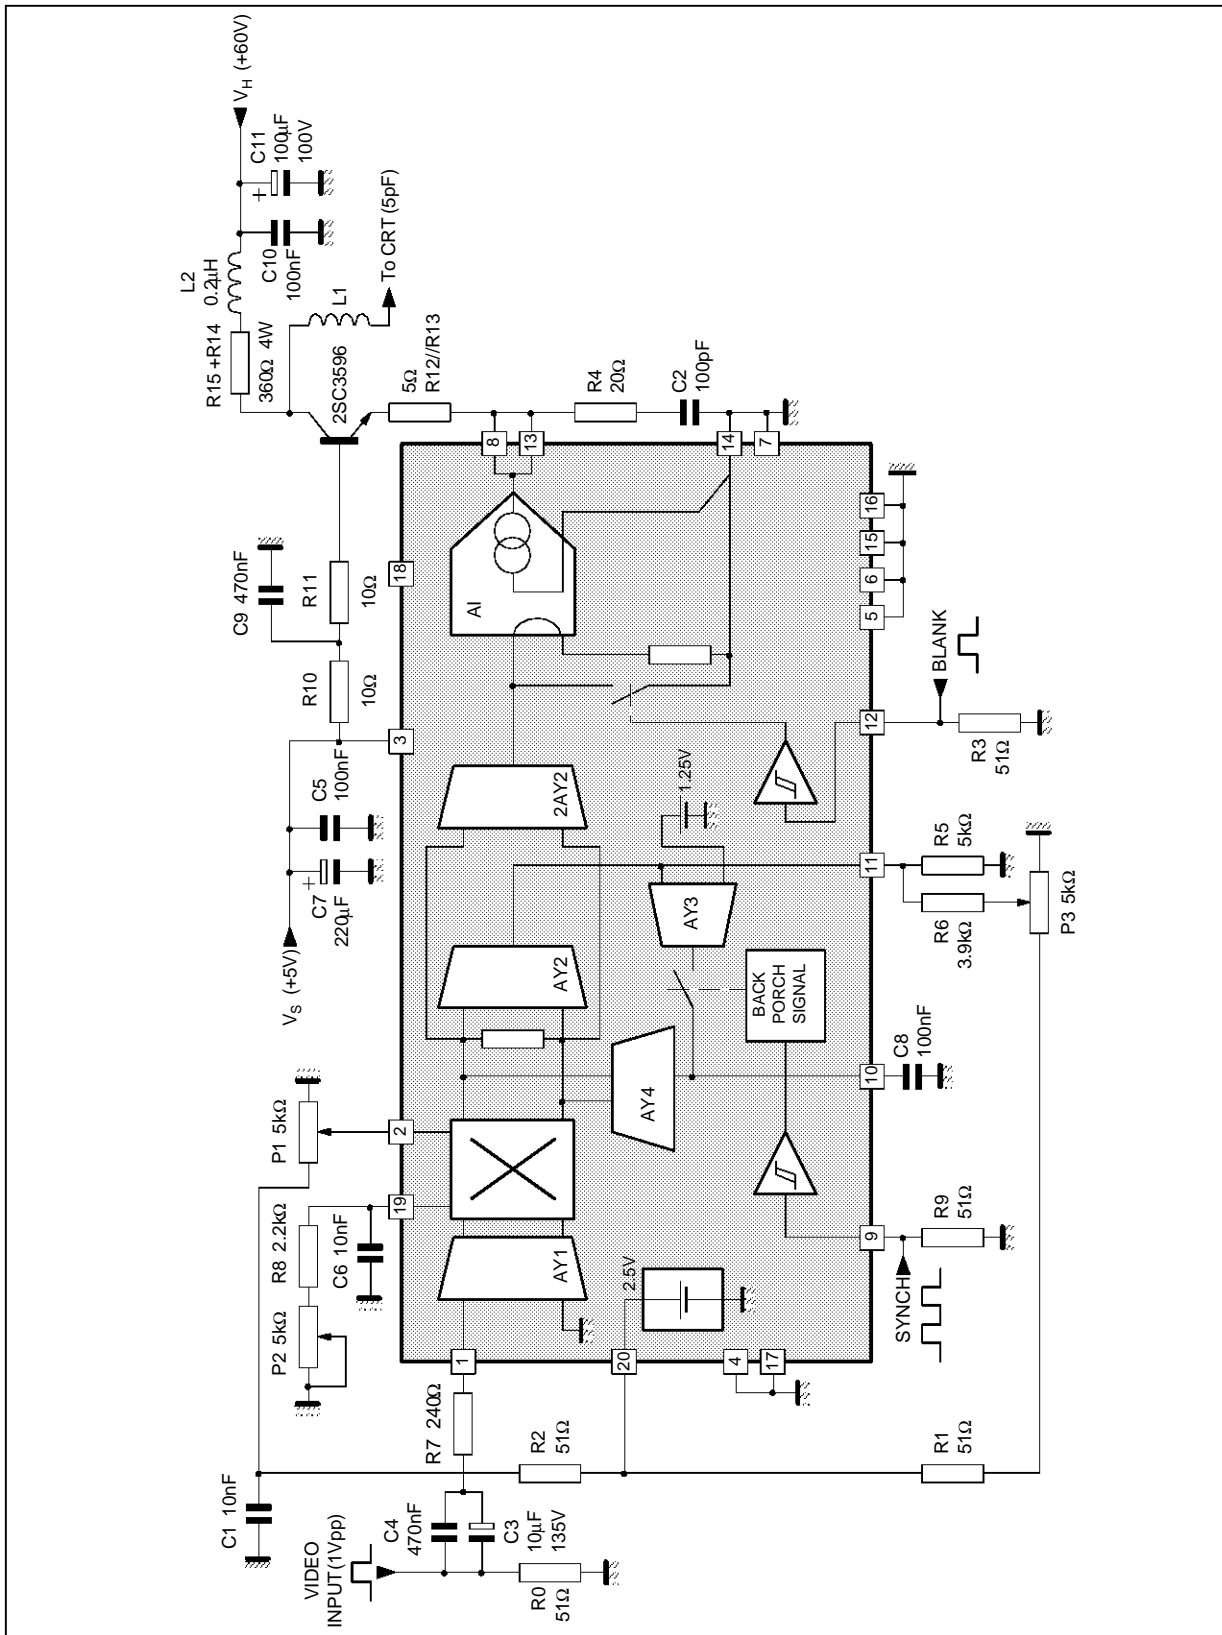 VIDEO
INPUT (1Vpp)
R0
51Ω
C4
470nF
C3
10µF
135V
C1 10nF
R7 240Ω
R2
51Ω
R1
51Ω
P2 5kΩ
R8 2.2kΩ
C6 10nF
P1 5kΩ
VS (+5V)
C7
220µF
C5
100nF
R10
10Ω
R11
10Ω
C9 470nF
2SC3596
R15 +R14
360Ω 4W
L2
0.2µH
L1
C10
100nF
C11
100µF
100V
+
+
VH (+60V)
To CRT (5pF)
5Ω
R12//R13
R4
20Ω
C2
100pF
1
20
4
17
19
2
3
18
8
13
14
7
16
15
6
5
12
11
10
9
AY1
AY2
2AY2
AI
AY4
AY3
1.25V
2.5V
BACK
PORCH
SIGNAL
SYNCH
R9
51Ω
C8
100nF
R6
3.9kΩ
R5
5kΩ
P3 5kΩ
BLANK
R3
51Ω